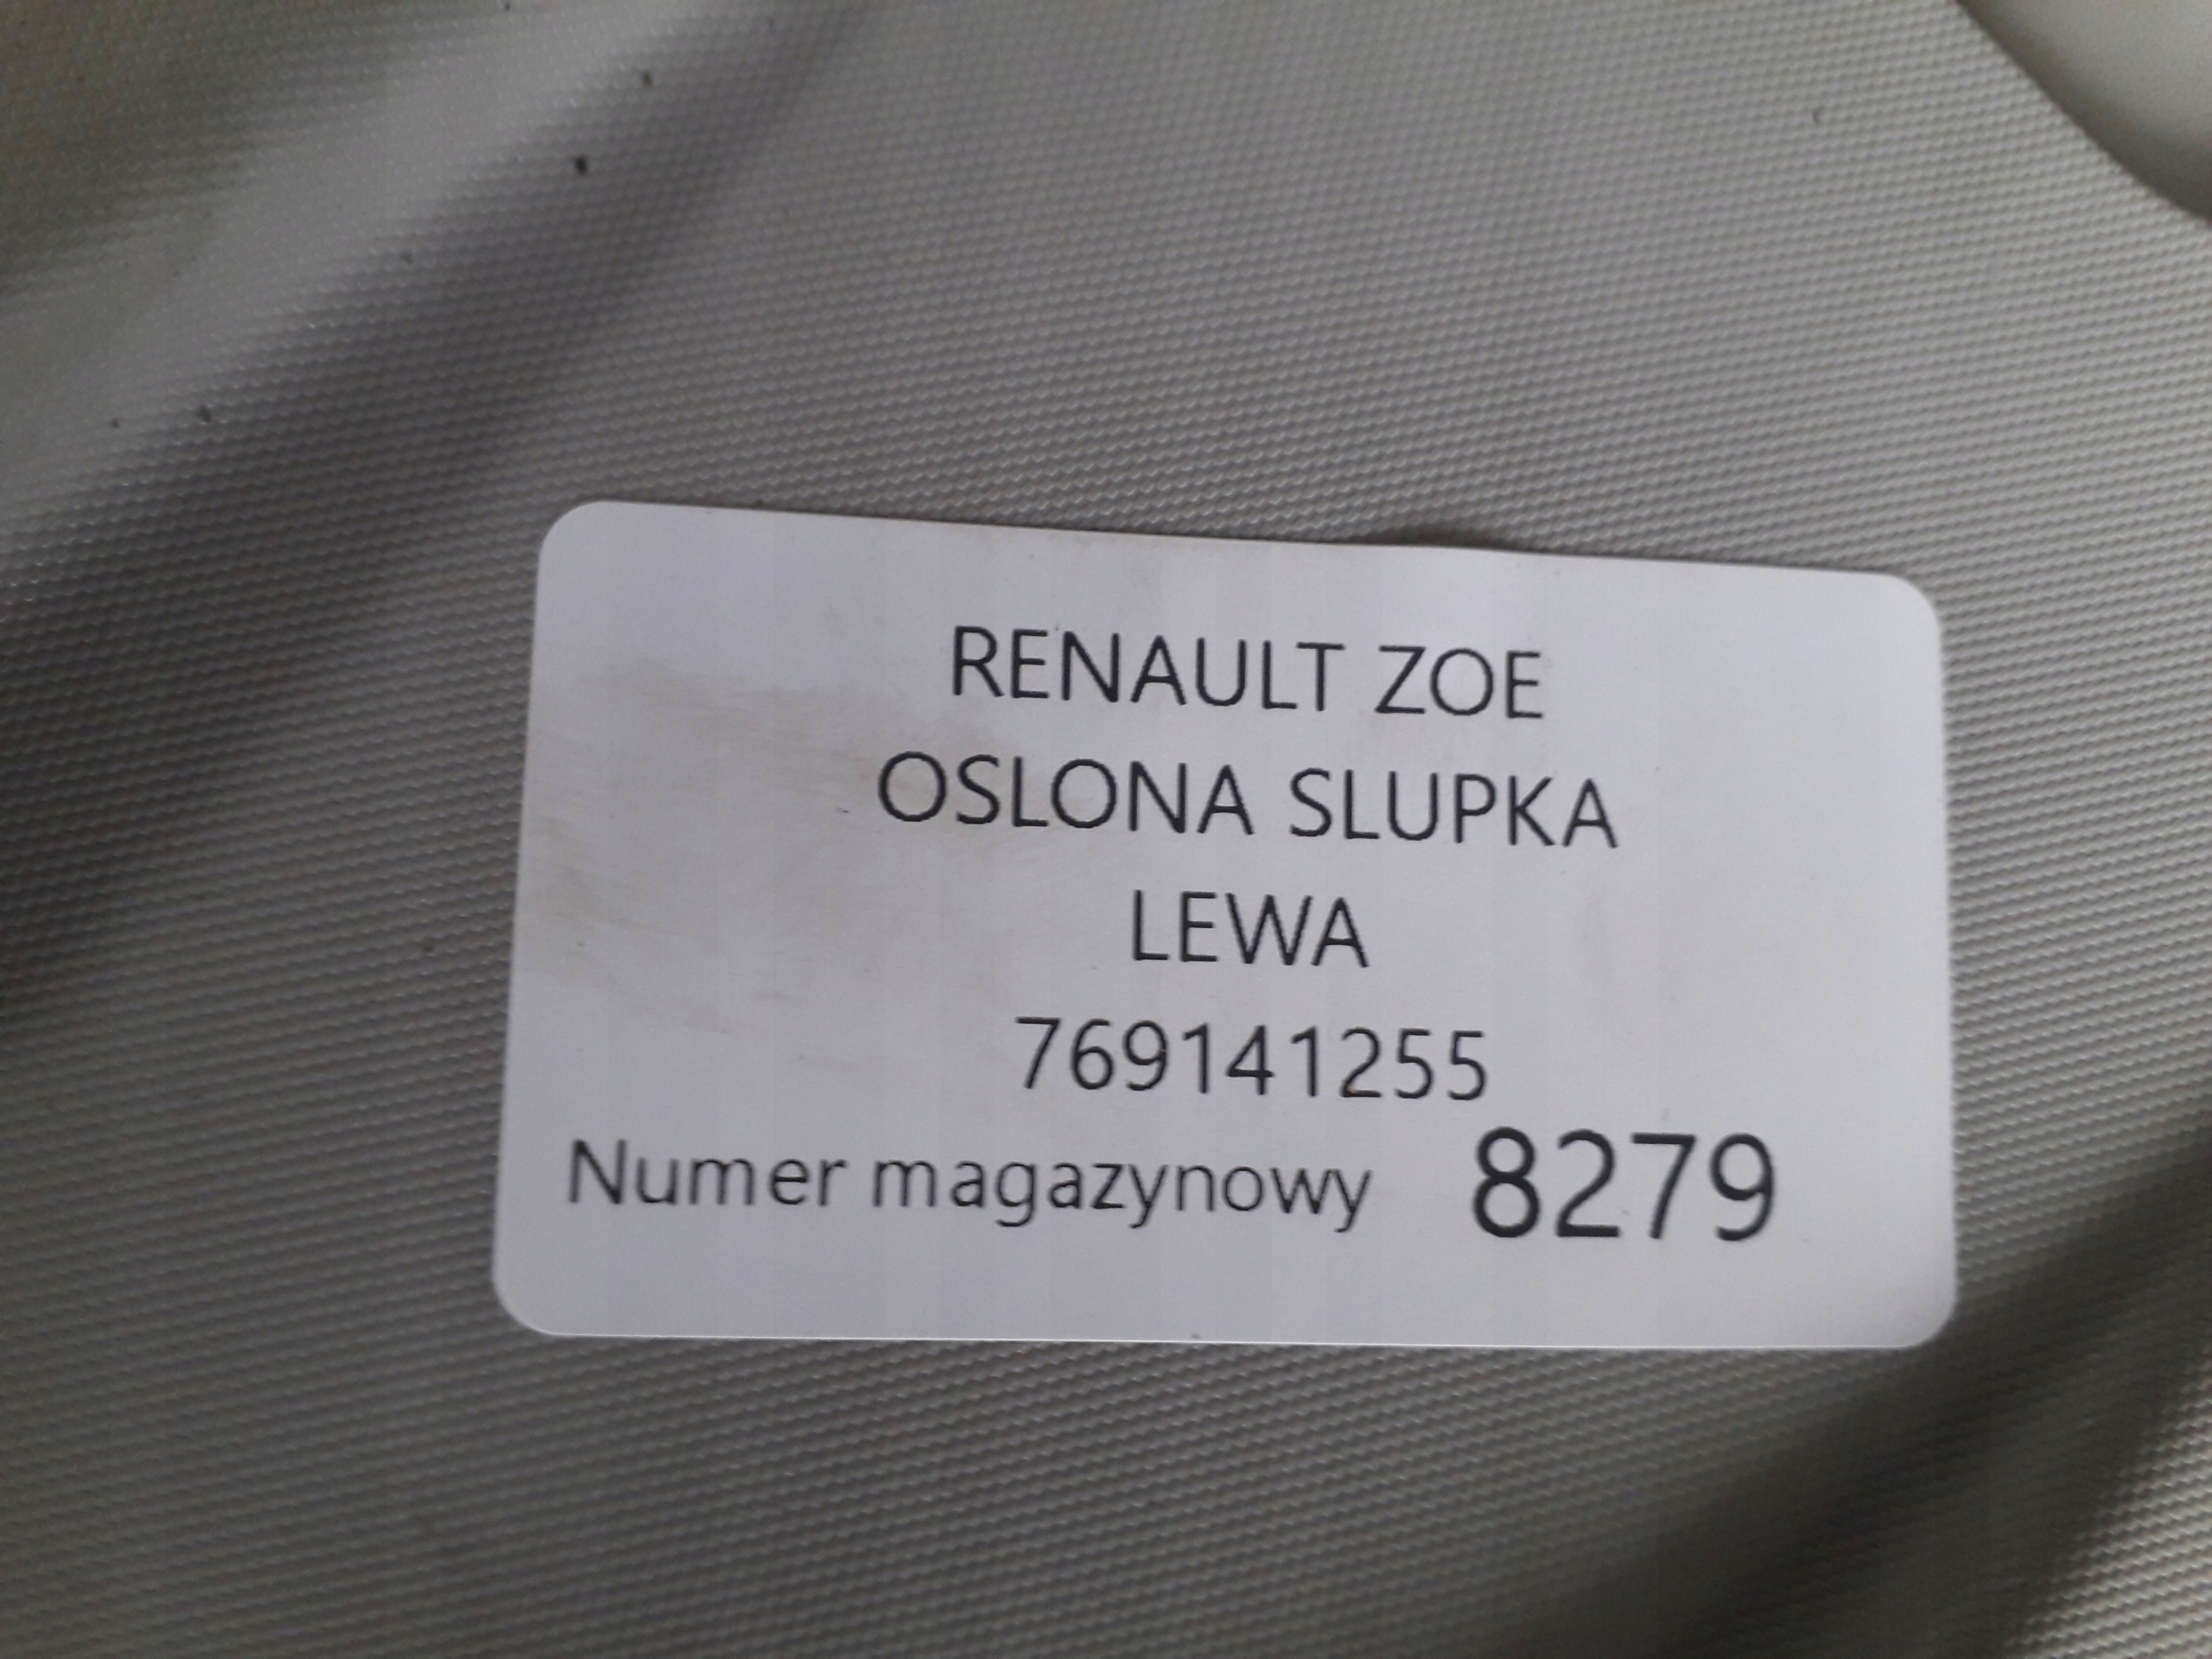 RENAULT ZOE
OSLONA SLUPKA
LEWA
769141255
Numer magazynowy 8279